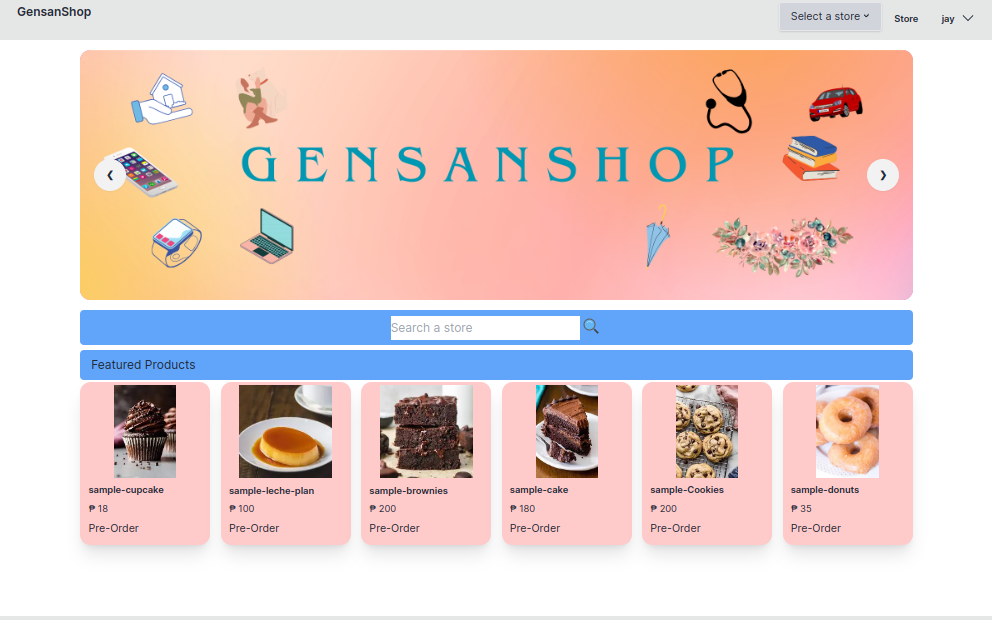 GensanShop
Select a store
Store
jay
GENSANSHOP
Search a store
Featured Products
sample-cupcake
₱ 18
Pre-Order
sample-leche-plan
₱ 100
Pre-Order
sample-brownies
₱ 200
Pre-Order
sample-cake
₱ 180
Pre-Order
sample-Cookies
₱ 200
Pre-Order
sample-donuts
₱ 35
Pre-Order